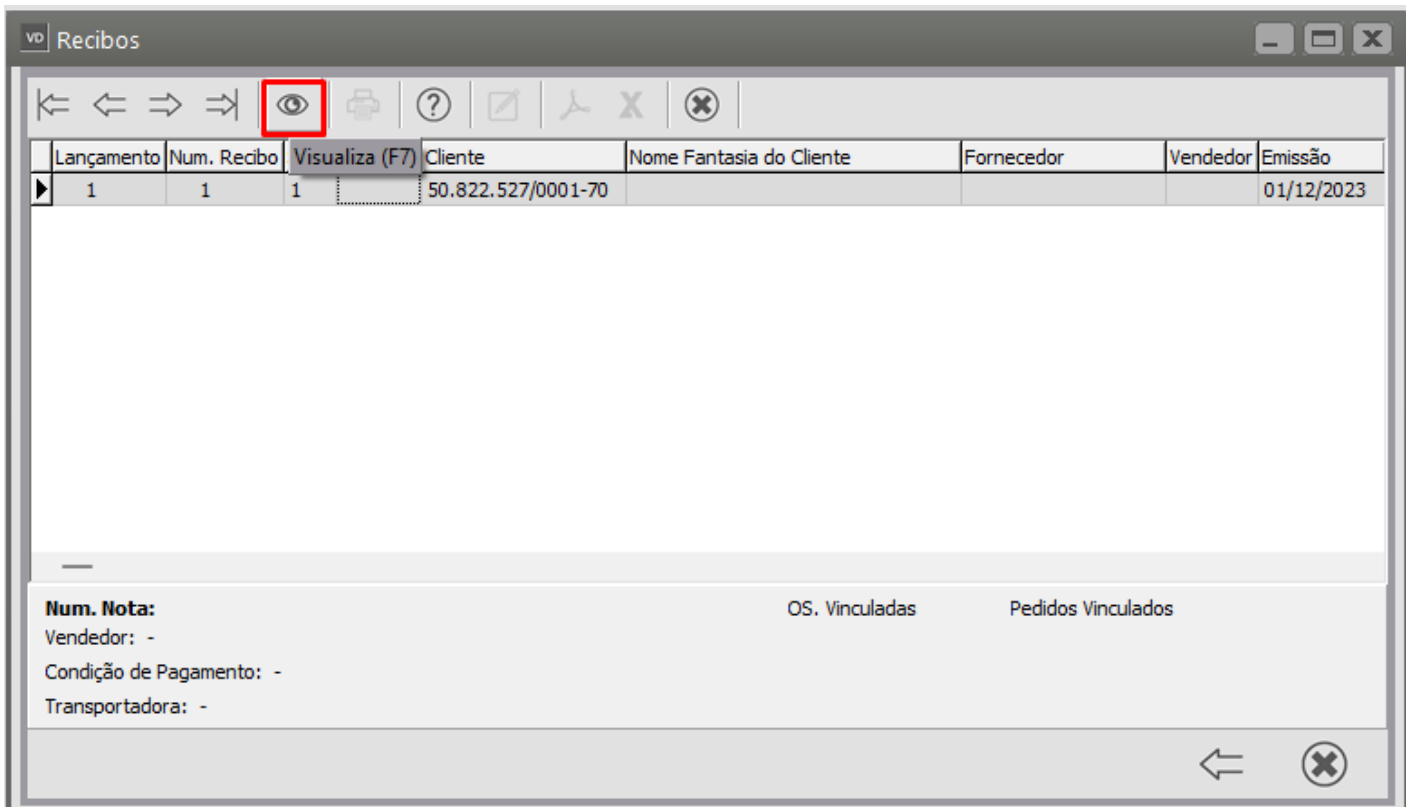 VD Recibos
Lançamento Num. Recibo Visualiza (F7) Cliente Nome Fantasia do Cliente Fornecedor Vendedor Emissão
1 1 1 50.822.527/0001-70 01/12/2023
Num. Nota: OS. Vinculadas Pedidos Vinculados
Vendedor: -
Condição de Pagamento: -
Transportadora: -